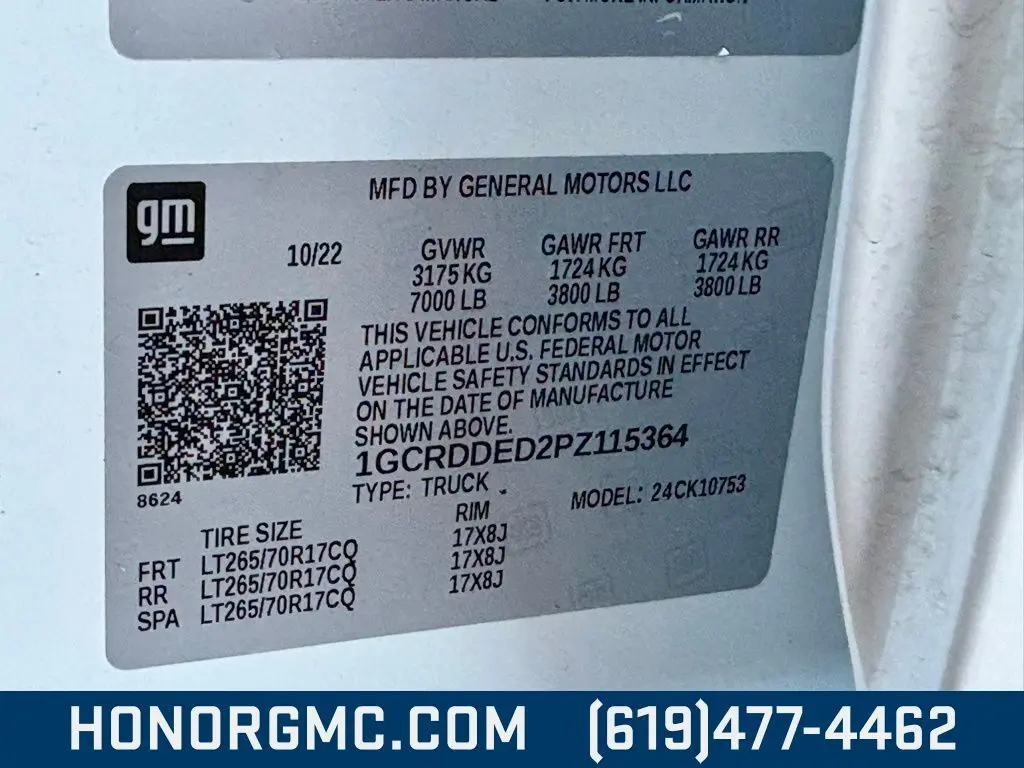 FOR MORE INFORMATION
gm
MFD BY GENERAL MOTORS LLC
10/22
GVWR GAWR FRT GAWR RR
3175 KG 1724 KG 1724 KG
7000 LB 3800 LB 3800 LB
THIS VEHICLE CONFORMS TO ALL
APPLICABLE U.S. FEDERAL MOTOR
VEHICLE SAFETY STANDARDS IN EFFECT
ON THE DATE OF MANUFACTURE
SHOWN ABOVE.
1GCRDDED2PZ115364
8624
TYPE: TRUCK MODEL: 24CK10753
TIRE SIZE RIM
FRT LT265/70R17CQ 17X8J
RR LT265/70R17CQ 17X8J
SPA LT265/70R17CQ 17X8J
HONORGMC.COM (619)477-4462